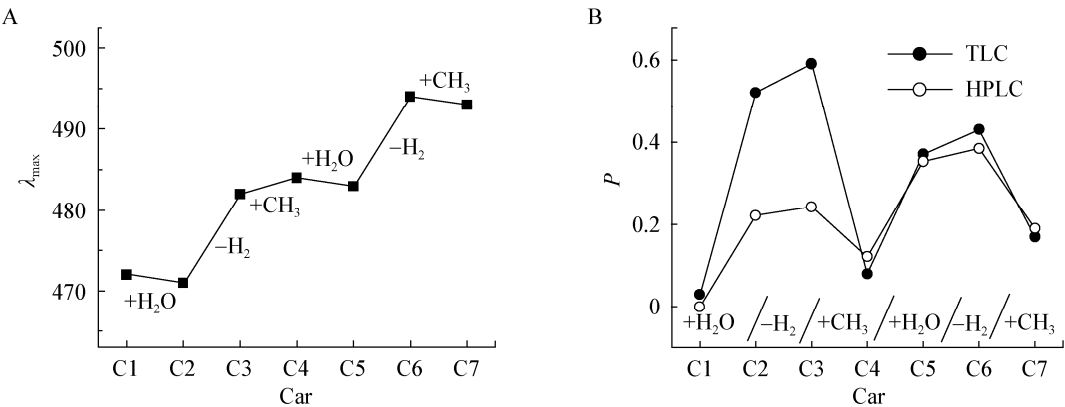 A
500
490
480
470
λmax
+H₂O
−H₂
+CH₃
+H₂O
−H₂
+CH₃
C1 C2 C3 C4 C5 C6 C7
Car
B
0.6
0.4
0.2
0
P
TLC
HPLC
+H₂O / −H₂ / +CH₃ / +H₂O / −H₂ / +CH₃
C1 C2 C3 C4 C5 C6 C7
Car